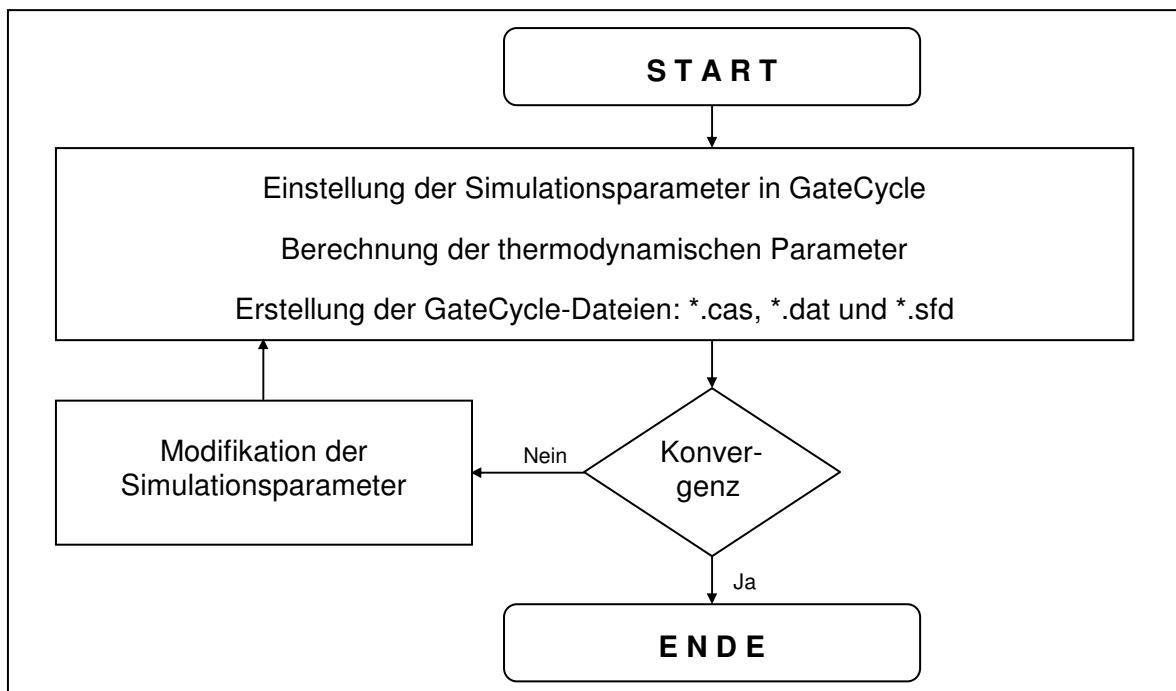 S T A R T
Einstellung der Simulationsparameter in GateCycle
Berechnung der thermodynamischen Parameter
Erstellung der GateCycle-Dateien: *.cas, *.dat und *.sfd
Modifikation der
Simulationsparameter
Nein
Konver-
genz
Ja
E N D E